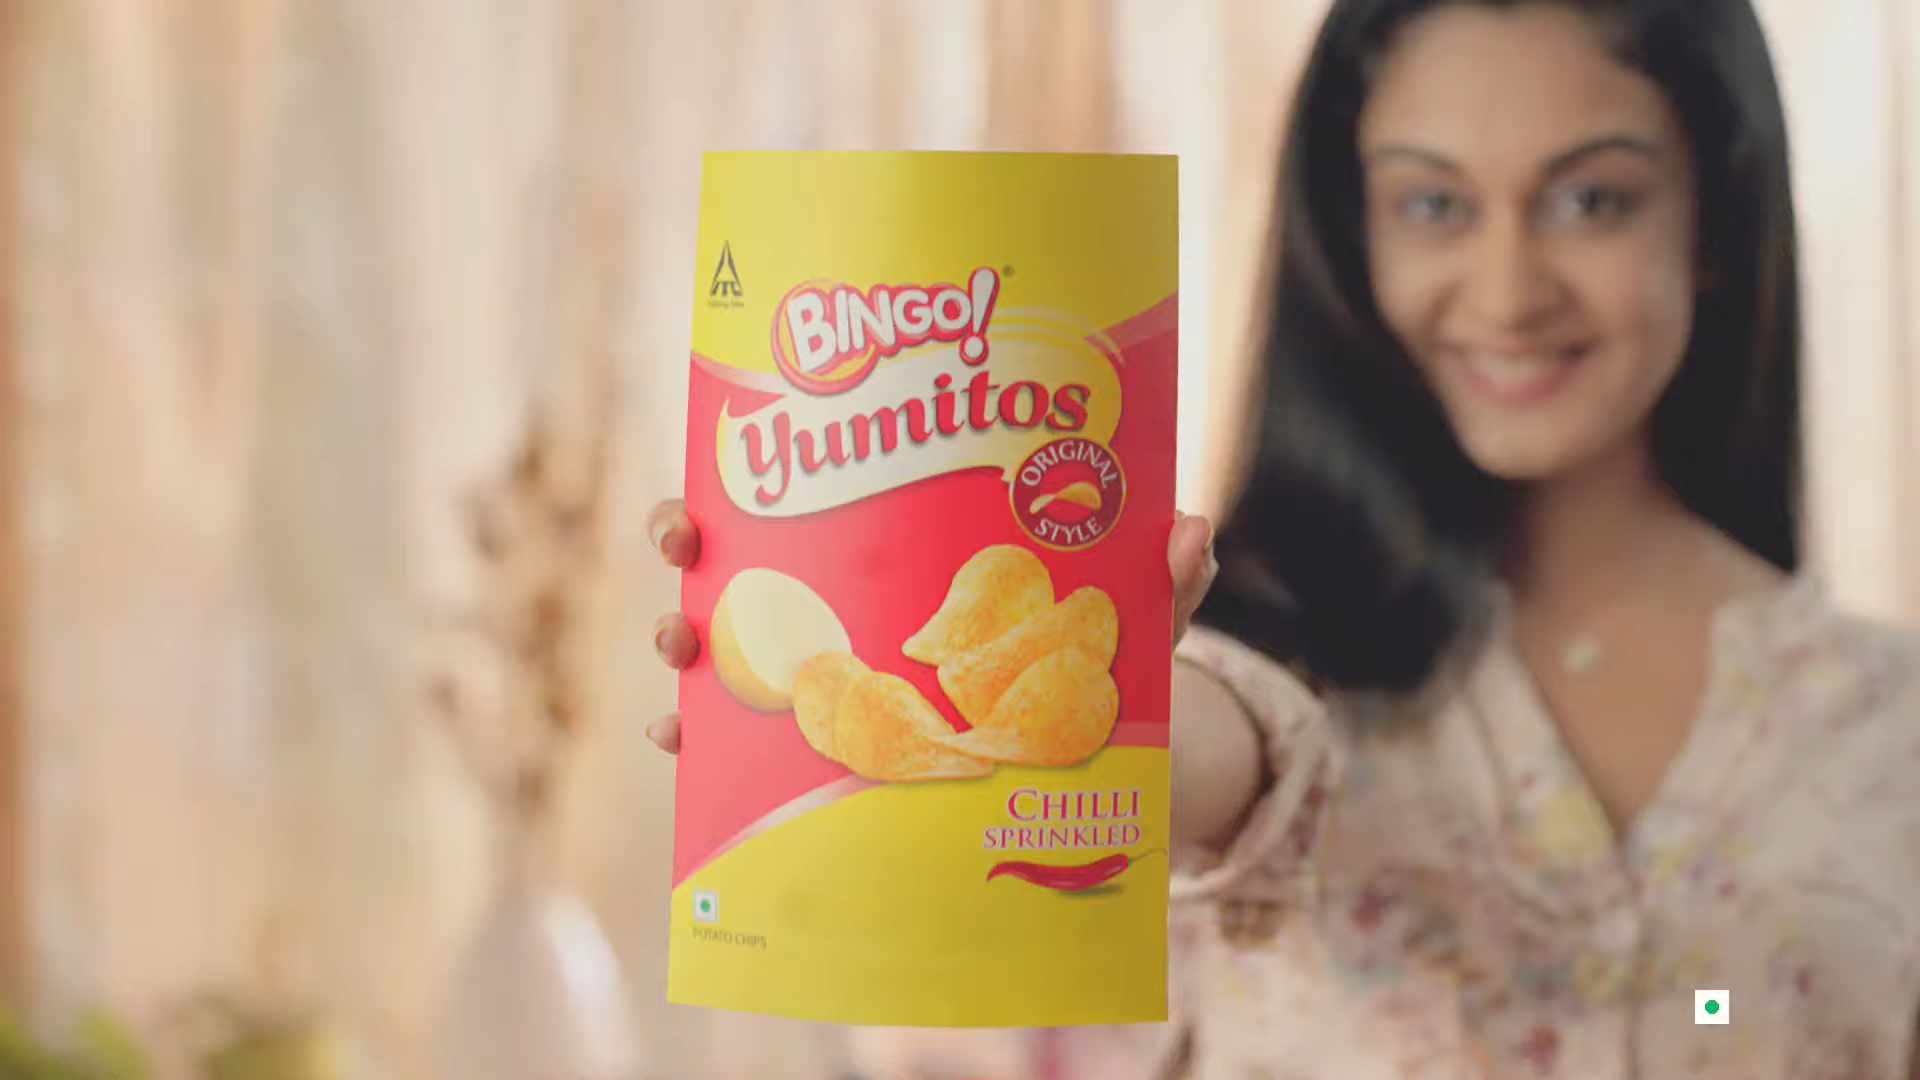 ITC
BINGO!
®
Yumitos
ORIGINAL
STYLE
CHILLI
SPRINKLED
POTATO CHIPS